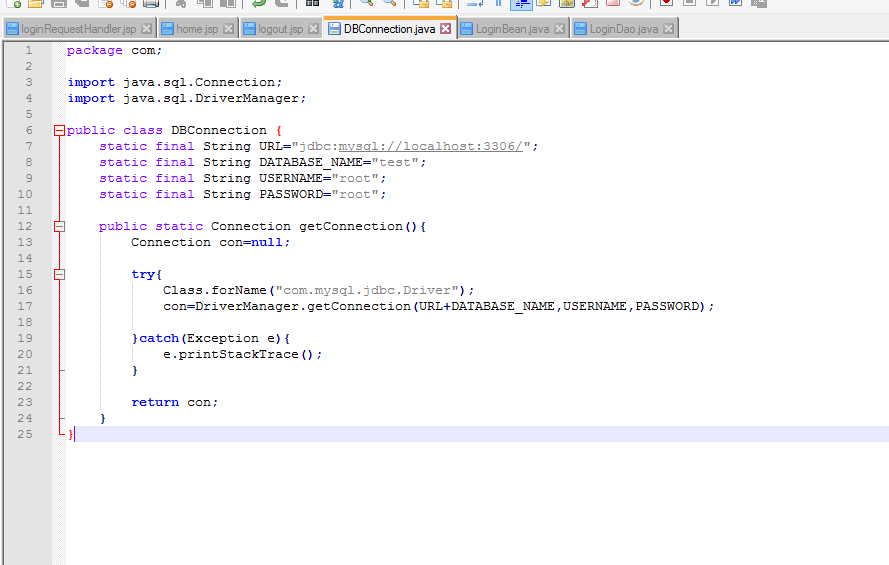 loginRequestHandler.jsp home.jsp logout.jsp DBConnection.java LoginBean.java LoginDao.java
1 package com;
2
3 import java.sql.Connection;
4 import java.sql.DriverManager;
5
6 public class DBConnection {
7 static final String URL="jdbc:mysql://localhost:3306/";
8 static final String DATABASE_NAME="test";
9 static final String USERNAME="root";
10 static final String PASSWORD="root";
11
12 public static Connection getConnection(){
13 Connection con=null;
14
15 try{
16 Class.forName("com.mysql.jdbc.Driver");
17 con=DriverManager.getConnection(URL+DATABASE_NAME,USERNAME,PASSWORD);
18
19 }catch(Exception e){
20 e.printStackTrace();
21 }
22
23 return con;
24 }
25 }